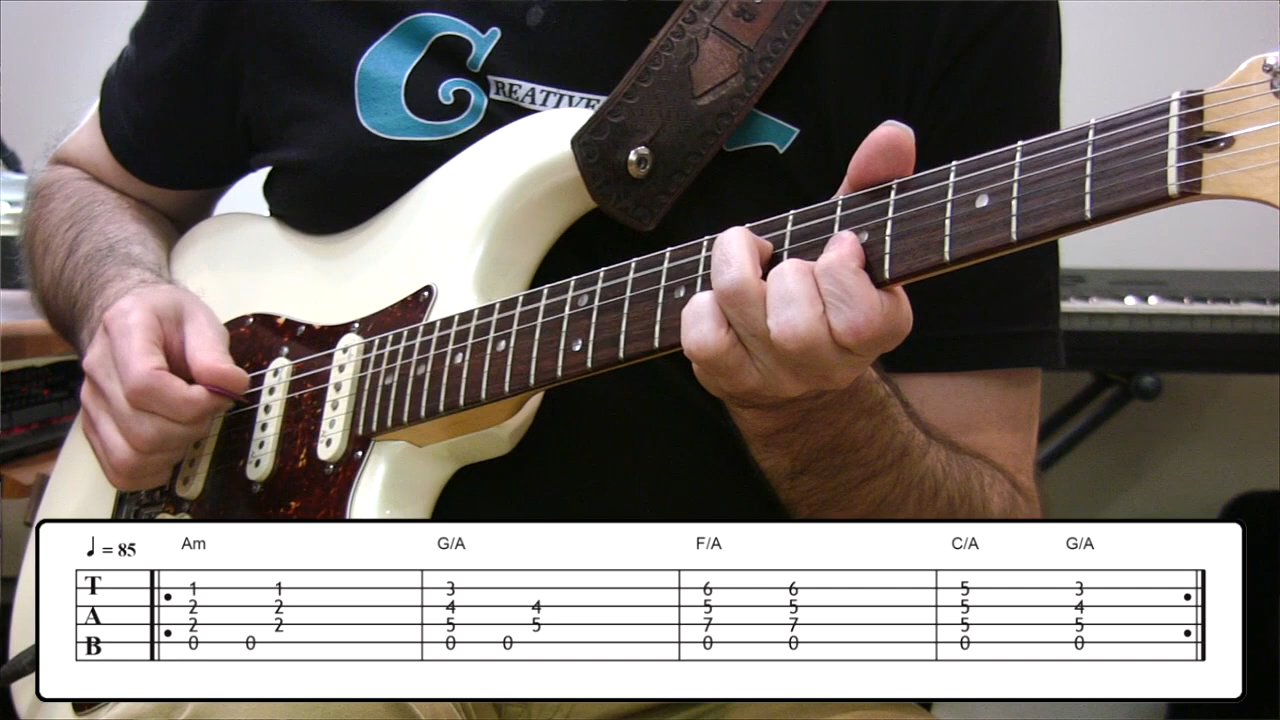 C
REATIVE
♩ = 85 Am G/A F/A C/A G/A
T 1 1 3 6 6 5 3
A 2 2 4 4 5 5 5 4
2 2 5 5 7 7 5 5
B 0 0 0 0 0 0 0 0